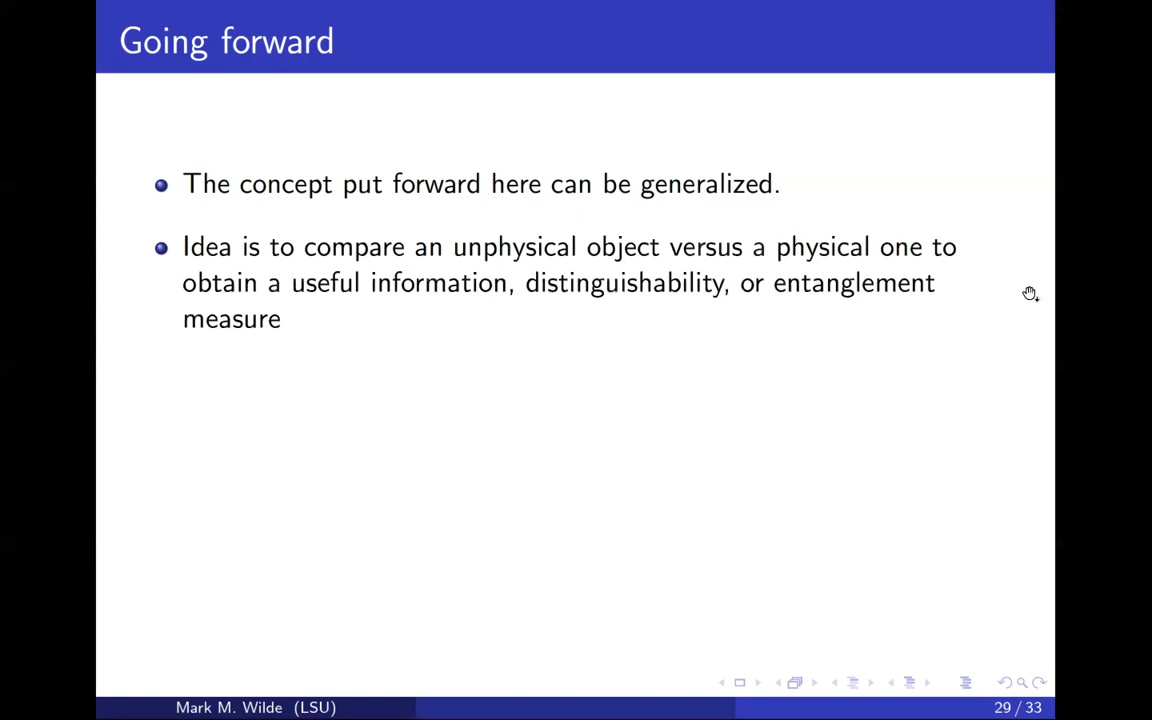 Going forward
The concept put forward here can be generalized.
Idea is to compare an unphysical object versus a physical one to
obtain a useful information, distinguishability, or entanglement
measure
Mark M. Wilde (LSU)
29 / 33